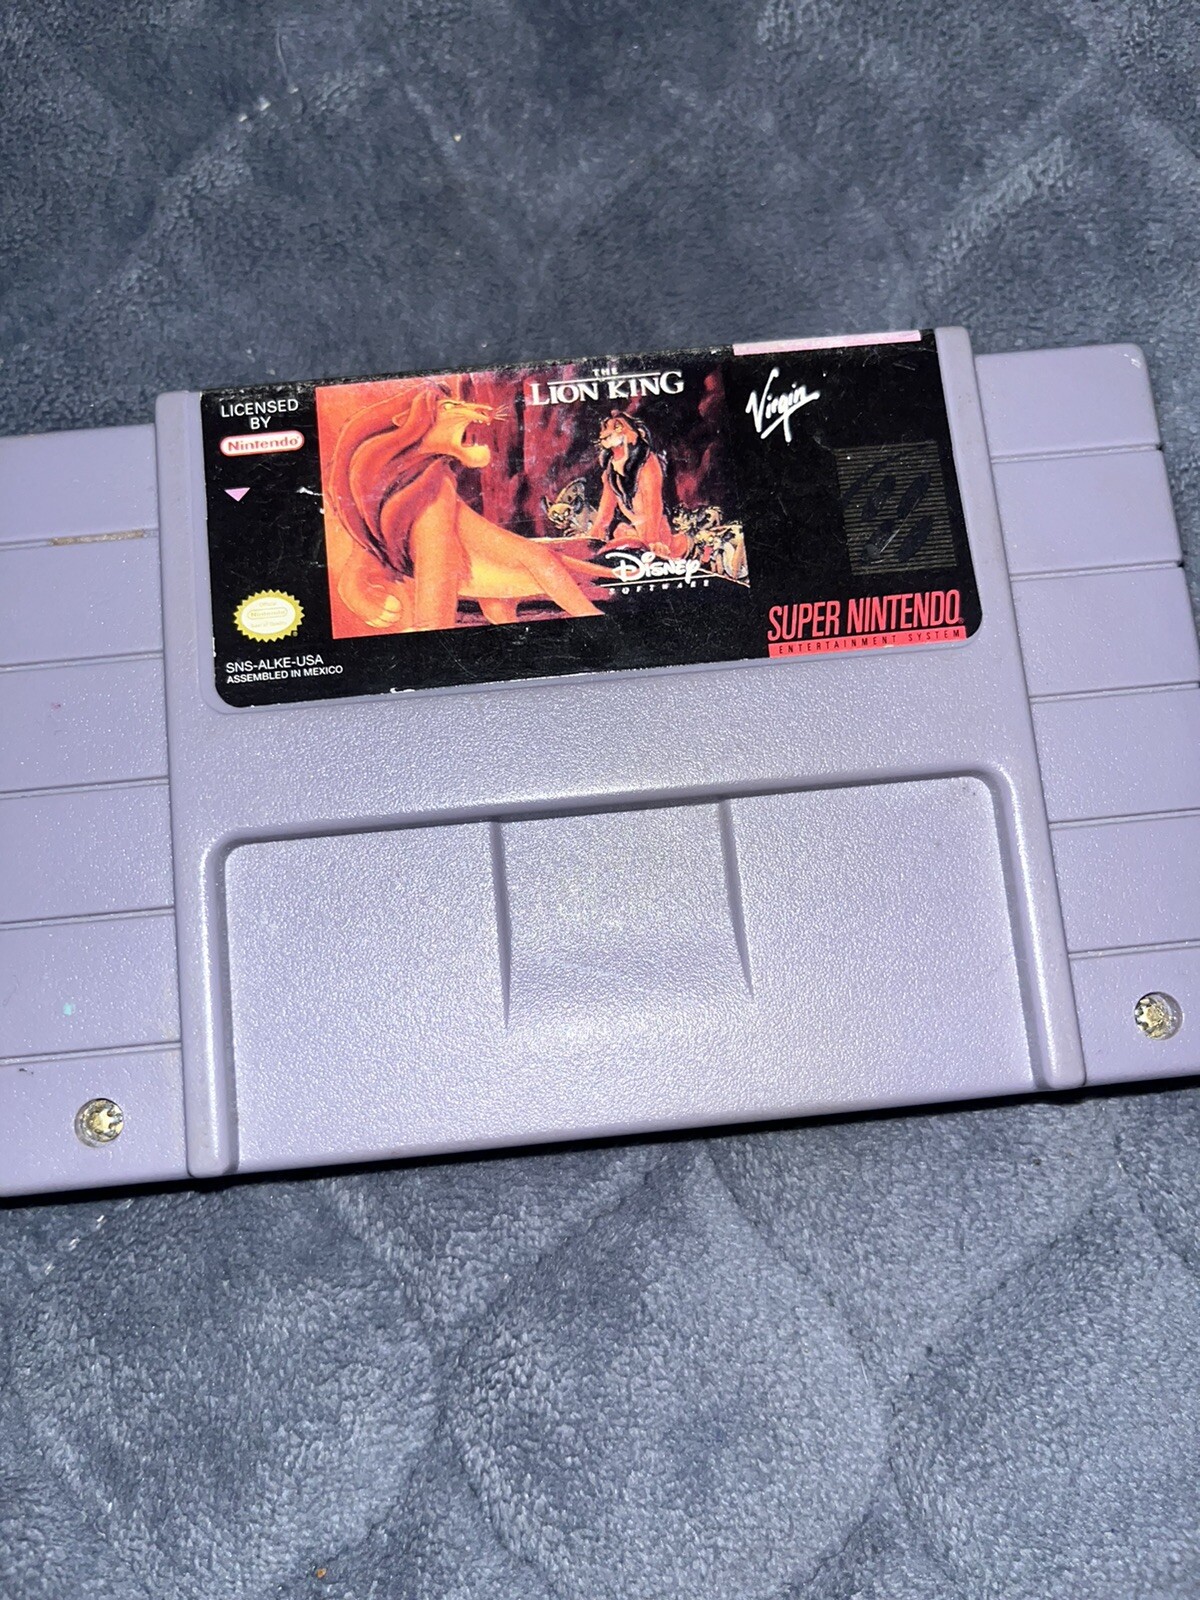 LICENSED
BY
Nintendo
THE
LION KING
Virgin
Disney
SOFTWARE
SUPER NINTENDO
ENTERTAINMENT SYSTEM
SNS-ALKE-USA
ASSEMBLED IN MEXICO